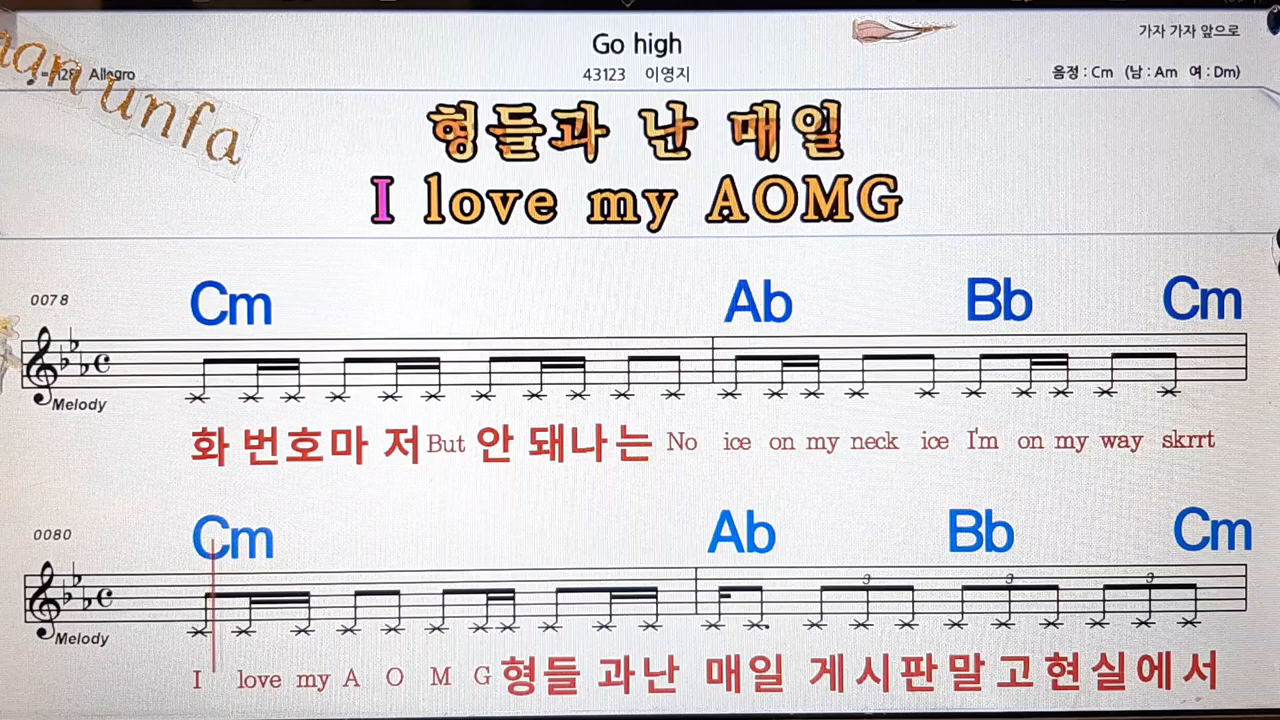 Go high
가자 가자 앞으로
43123 이영지
Allegro
음정 : Cm (남 : Am 여 : Dm)
unfa
형들과 난 매일
I love my AOMG
0078
Cm Ab Bb Cm
Melody
화 번호마 저 But 안 돼나는 No ice on my neck ice I'm on my way skrrt
0080
Cm Ab Bb Cm
3 3 3
Melody
I love my A O M G 형들 과난 매일 게시판말고현실에서